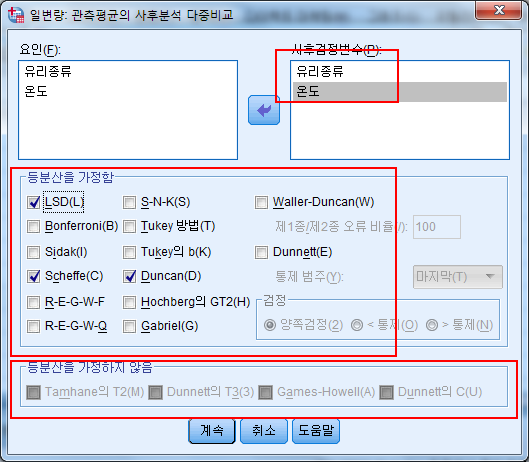 일변량: 관측평균의 사후분석 다중비교
요인(F):
사후검정변수(P):
유리종류
온도
유리종류
온도
등분산을 가정함
LSD(L)
S-N-K(S)
Waller-Duncan(W)
Bonferroni(B)
Tukey 방법(T)
제1종/제2종 오류 비율(/):
100
Sidak(I)
Tukey의 b(K)
Dunnett(E)
Scheffe(C)
Duncan(D)
통제 범주(Y):
마지막(T)
R-E-G-W-F
Hochberg의 GT2(H)
검정
R-E-G-W-Q
Gabriel(G)
양쪽검정(2)
< 통제(O)
> 통제(N)
등분산을 가정하지 않음
Tamhane의 T2(M)
Dunnett의 T3(3)
Games-Howell(A)
Dunnett의 C(U)
계속
취소
도움말